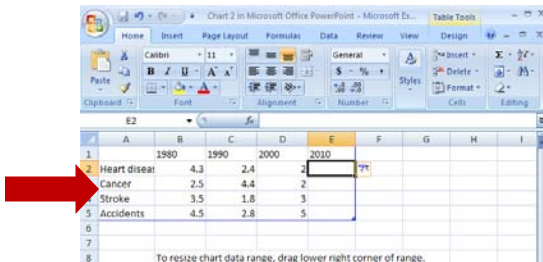 Chart 2 in Microsoft Office PowerPoint - Microsoft Ex... Table Tools
Home Insert Page Layout Formulas Data Review View Design
Calibri 11 General Insert
Paste B I U A A $ % , Styles Delete
A Format
Clipboard Font Alignment Number Cells Editing
E2 fx
A B C D E F G H I
1 1980 1990 2000 2010
2 Heart diseas 4.3 2.4 2
3 Cancer 2.5 4.4 2
4 Stroke 3.5 1.8 3
5 Accidents 4.5 2.8 5
6
7
8 To resize chart data range, drag lower right corner of range.